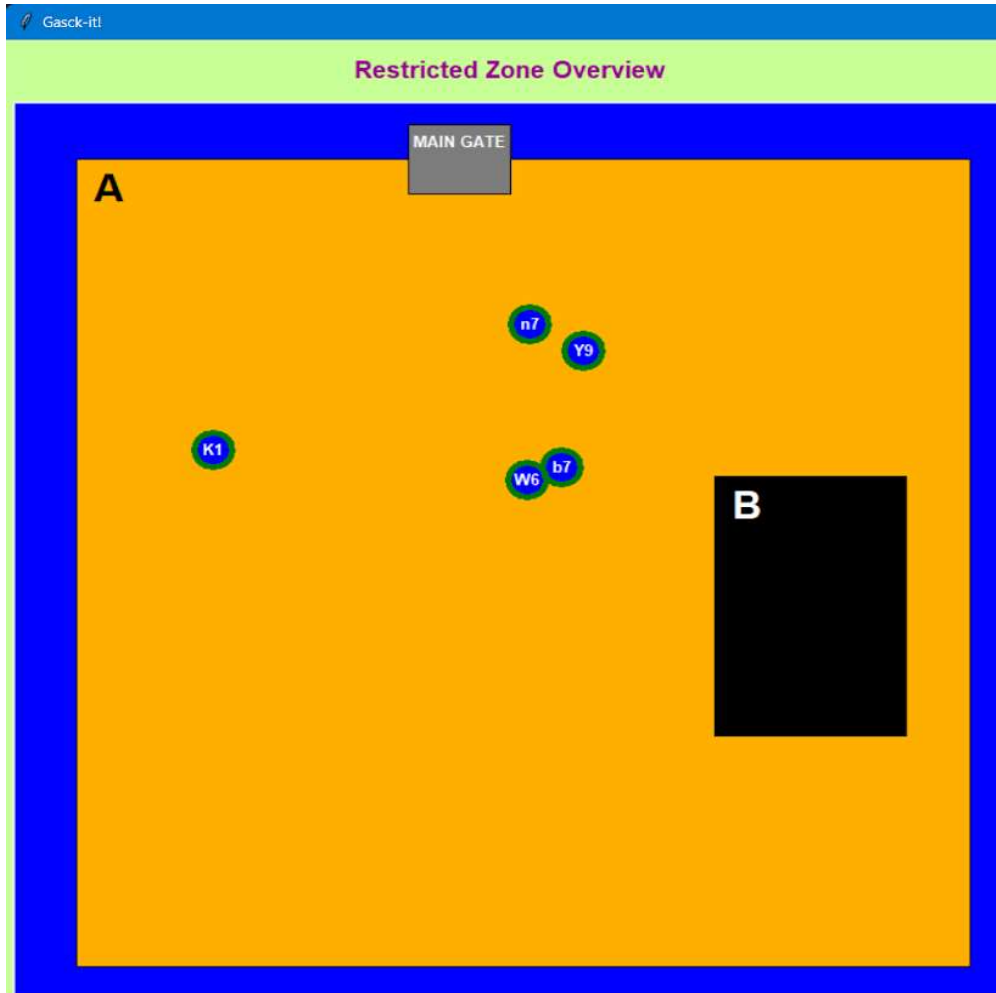 Gasck-it!
Restricted Zone Overview
MAIN GATE
A
n7
Y9
K1
b7
W6
B